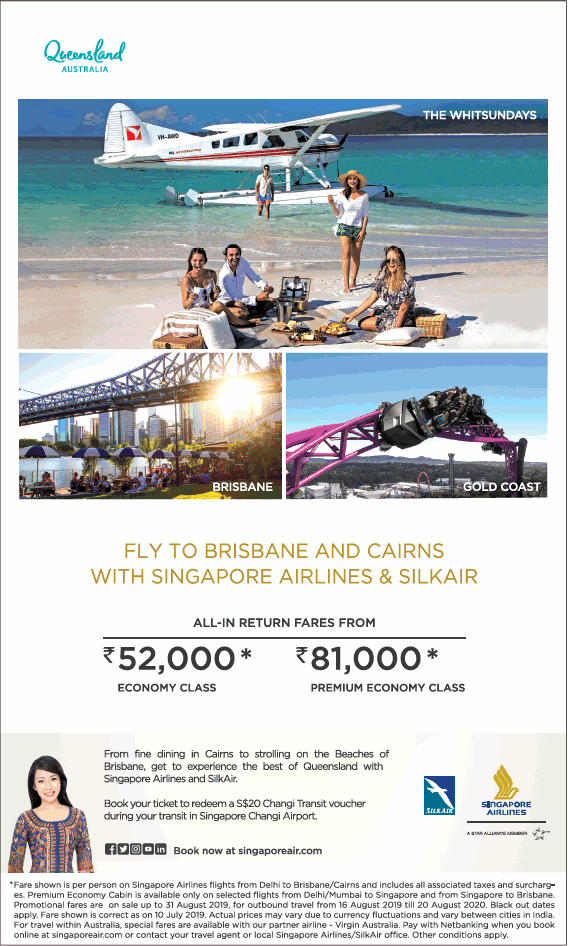 Queensland
AUSTRALIA
THE WHITSUNDAYS
VH-AWD
BRISBANE
GOLD COAST
FLY TO BRISBANE AND CAIRNS
WITH SINGAPORE AIRLINES & SILKAIR
ALL-IN RETURN FARES FROM
₹52,000* ₹81,000*
ECONOMY CLASS PREMIUM ECONOMY CLASS
From fine dining in Cairns to strolling on the Beaches of
Brisbane, get to experience the best of Queensland with
Singapore Airlines and SilkAir.
Book your ticket to redeem a S$20 Changi Transit voucher
during your transit in Singapore Changi Airport.
Book now at singaporeair.com
SILKAIR
SINGAPORE
AIRLINES
A STAR ALLIANCE MEMBER
*Fare shown is per person on Singapore Airlines flights from Delhi to Brisbane/Cairns and includes all associated taxes and surcharg-
es. Premium Economy Cabin is available only on selected flights from Delhi/Mumbai to Singapore and from Singapore to Brisbane.
Promotional fares are on sale up to 31 August 2019, for outbound travel from 16 August 2019 till 20 August 2020. Black out dates
apply. Fare shown is correct as on 10 July 2019. Actual prices may vary due to currency fluctuations and vary between cities in India.
For travel within Australia, special fares are available with our partner airline - Virgin Australia. Pay with Netbanking when you book
online at singaporeair.com or contact your travel agent or local Singapore Airlines/SilkAir office. Other conditions apply.